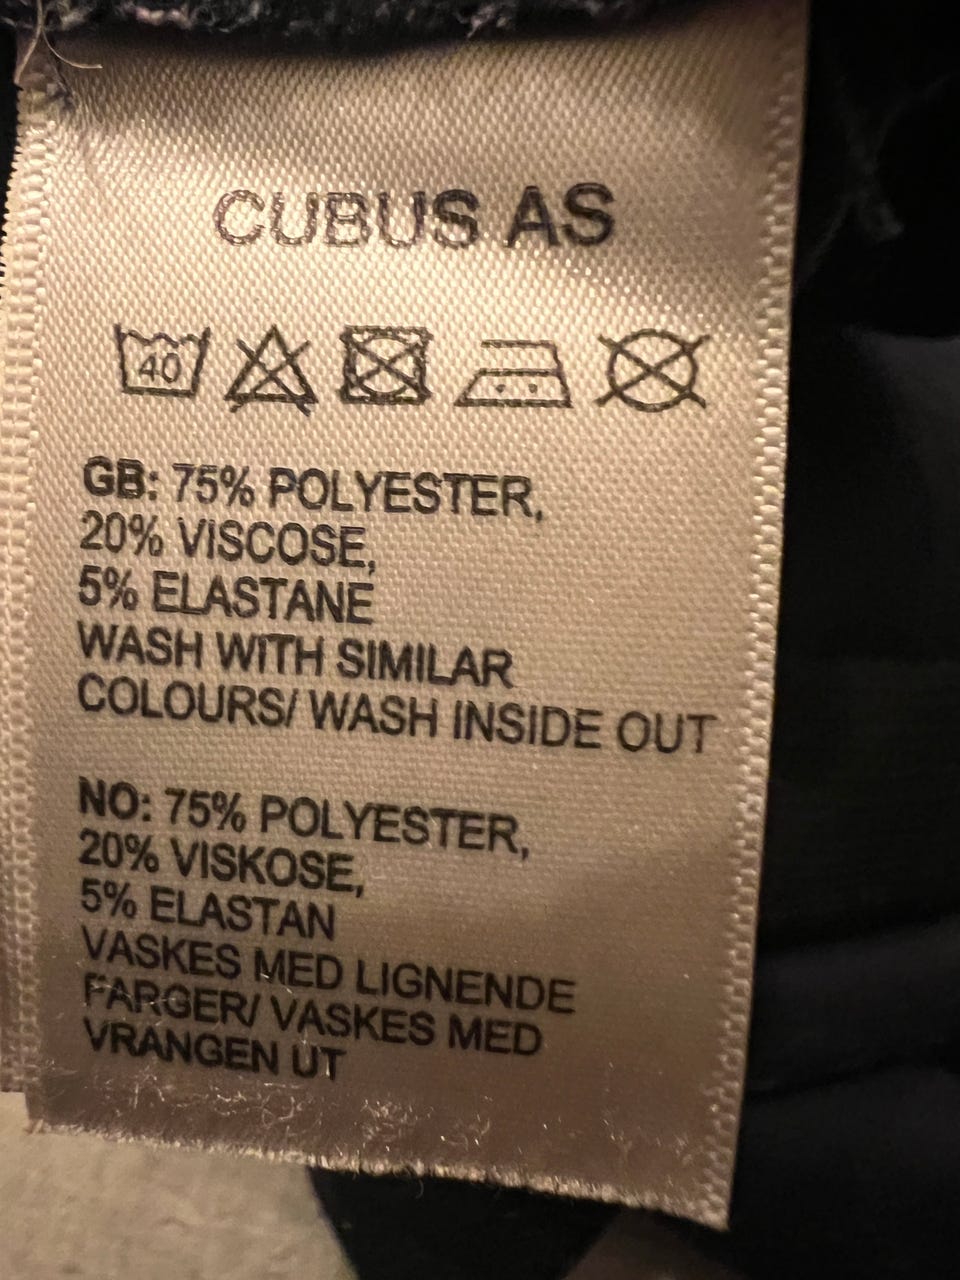 CUBUS AS
40
GB: 75% POLYESTER,
20% VISCOSE,
5% ELASTANE
WASH WITH SIMILAR
COLOURS/ WASH INSIDE OUT
NO: 75% POLYESTER,
20% VISKOSE,
5% ELASTAN
VASKES MED LIGNENDE
FARGER/ VASKES MED
VRANGEN UT